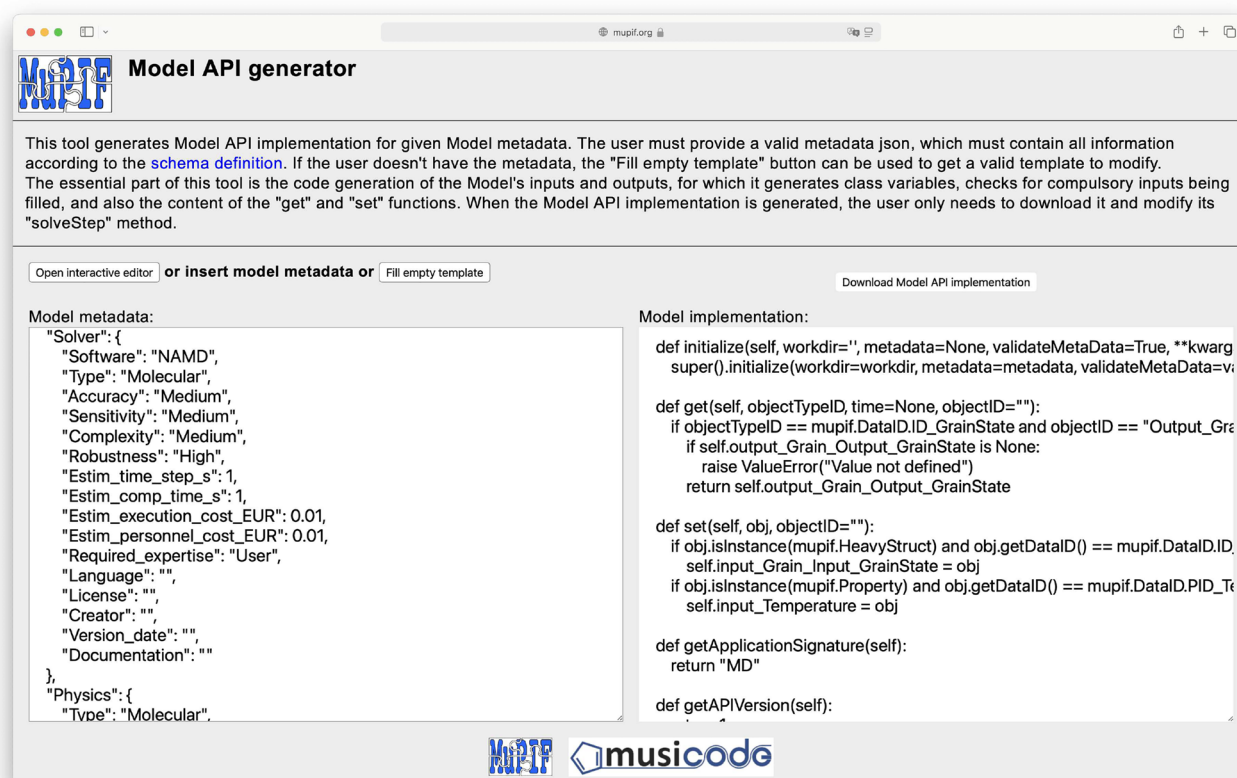 mupif.org
MuPIF
Model API generator
This tool generates Model API implementation for given Model metadata. The user must provide a valid metadata json, which must contain all information
according to the schema definition. If the user doesn't have the metadata, the "Fill empty template" button can be used to get a valid template to modify.
The essential part of this tool is the code generation of the Model's inputs and outputs, for which it generates class variables, checks for compulsory inputs being
filled, and also the content of the "get" and "set" functions. When the Model API implementation is generated, the user only needs to download it and modify its
"solveStep" method.
Open interactive editor or insert model metadata or Fill empty template
Download Model API implementation
Model metadata:
"Solver": {
"Software": "NAMD",
"Type": "Molecular",
"Accuracy": "Medium",
"Sensitivity": "Medium",
"Complexity": "Medium",
"Robustness": "High",
"Estim_time_step_s": 1,
"Estim_comp_time_s": 1,
"Estim_execution_cost_EUR": 0.01,
"Estim_personnel_cost_EUR": 0.01,
"Required_expertise": "User",
"Language": "",
"License": "",
"Creator": "",
"Version_date": "",
"Documentation": ""
},
"Physics": {
"Type": "Molecular",
Model implementation:
def initialize(self, workdir='', metadata=None, validateMetaData=True, **kwarg
super().initialize(workdir=workdir, metadata=metadata, validateMetaData=va
def get(self, objectTypeID, time=None, objectID=""):
if objectTypeID == mupif.DataID.ID_GrainState and objectID == "Output_Gra
if self.output_Grain_Output_GrainState is None:
raise ValueError("Value not defined")
return self.output_Grain_Output_GrainState
def set(self, obj, objectID=""):
if obj.isInstance(mupif.HeavyStruct) and obj.getDataID() == mupif.DataID.ID_
self.input_Grain_Input_GrainState = obj
if obj.isInstance(mupif.Property) and obj.getDataID() == mupif.DataID.PID_Te
self.input_Temperature = obj
def getApplicationSignature(self):
return "MD"
def getAPIVersion(self):
MuPIF musicode